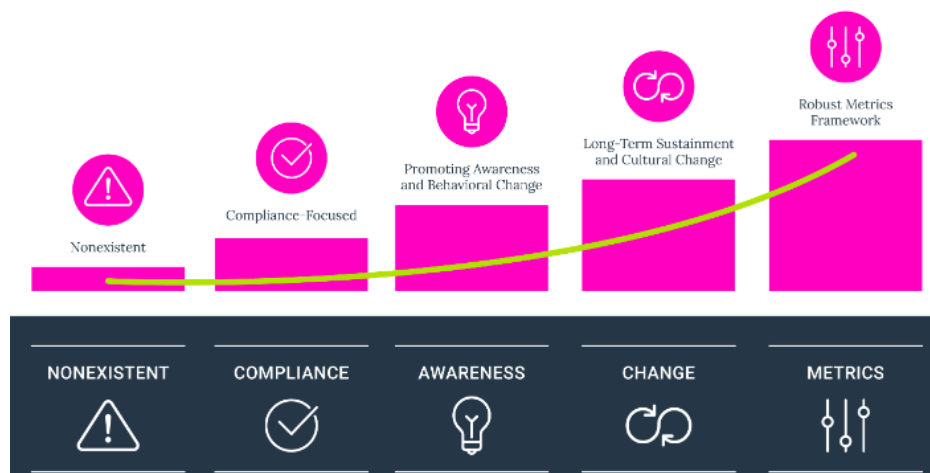 Nonexistent
Compliance-Focused
Promoting Awareness
and Behavioral Change
Long-Term Sustainment
and Cultural Change
Robust Metrics
Framework
NONEXISTENT
COMPLIANCE
AWARENESS
CHANGE
METRICS